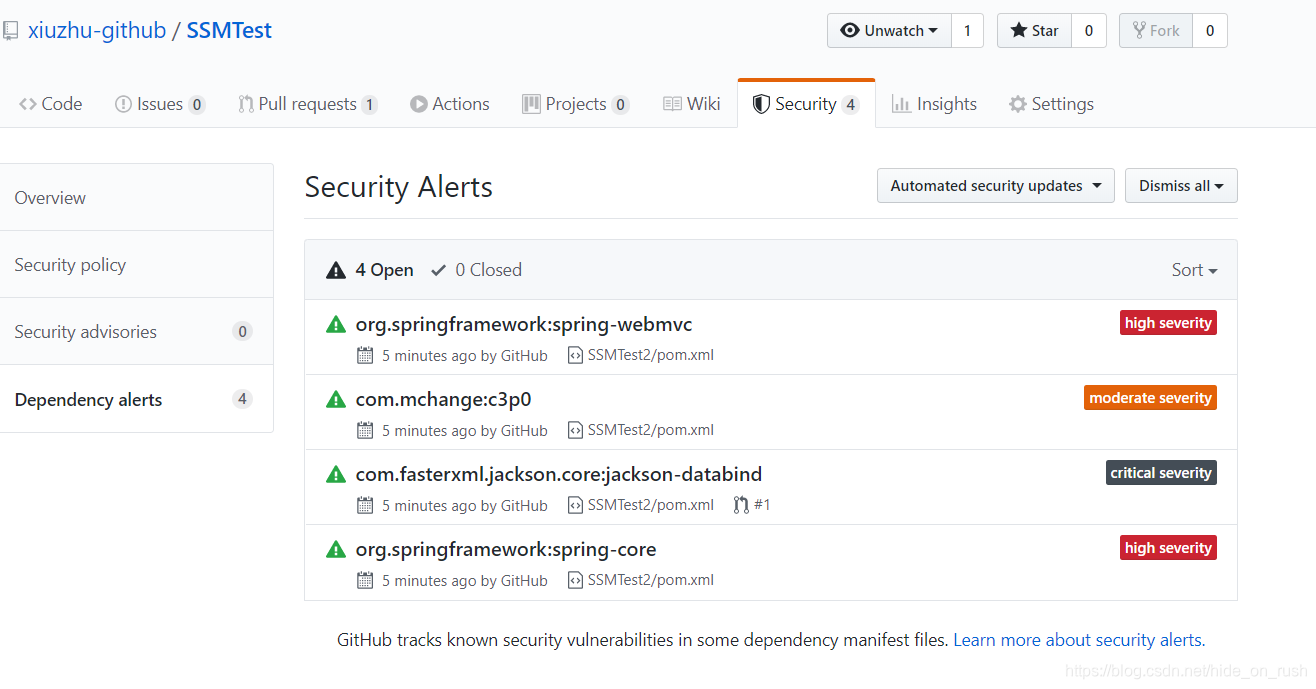 xiuzhu-github / SSMTest Unwatch 1 Star 0 Fork 0
Code Issues 0 Pull requests 1 Actions Projects 0 Wiki Security 4 Insights Settings
Overview
Security policy
Security advisories 0
Dependency alerts 4
Security Alerts Automated security updates Dismiss all
4 Open 0 Closed Sort
org.springframework:spring-webmvc high severity
5 minutes ago by GitHub SSMTest2/pom.xml
com.mchange:c3p0 moderate severity
5 minutes ago by GitHub SSMTest2/pom.xml
com.fasterxml.jackson.core:jackson-databind critical severity
5 minutes ago by GitHub SSMTest2/pom.xml #1
org.springframework:spring-core high severity
5 minutes ago by GitHub SSMTest2/pom.xml
GitHub tracks known security vulnerabilities in some dependency manifest files. Learn more about security alerts.
https://blog.csdn.net/hide_on_rush